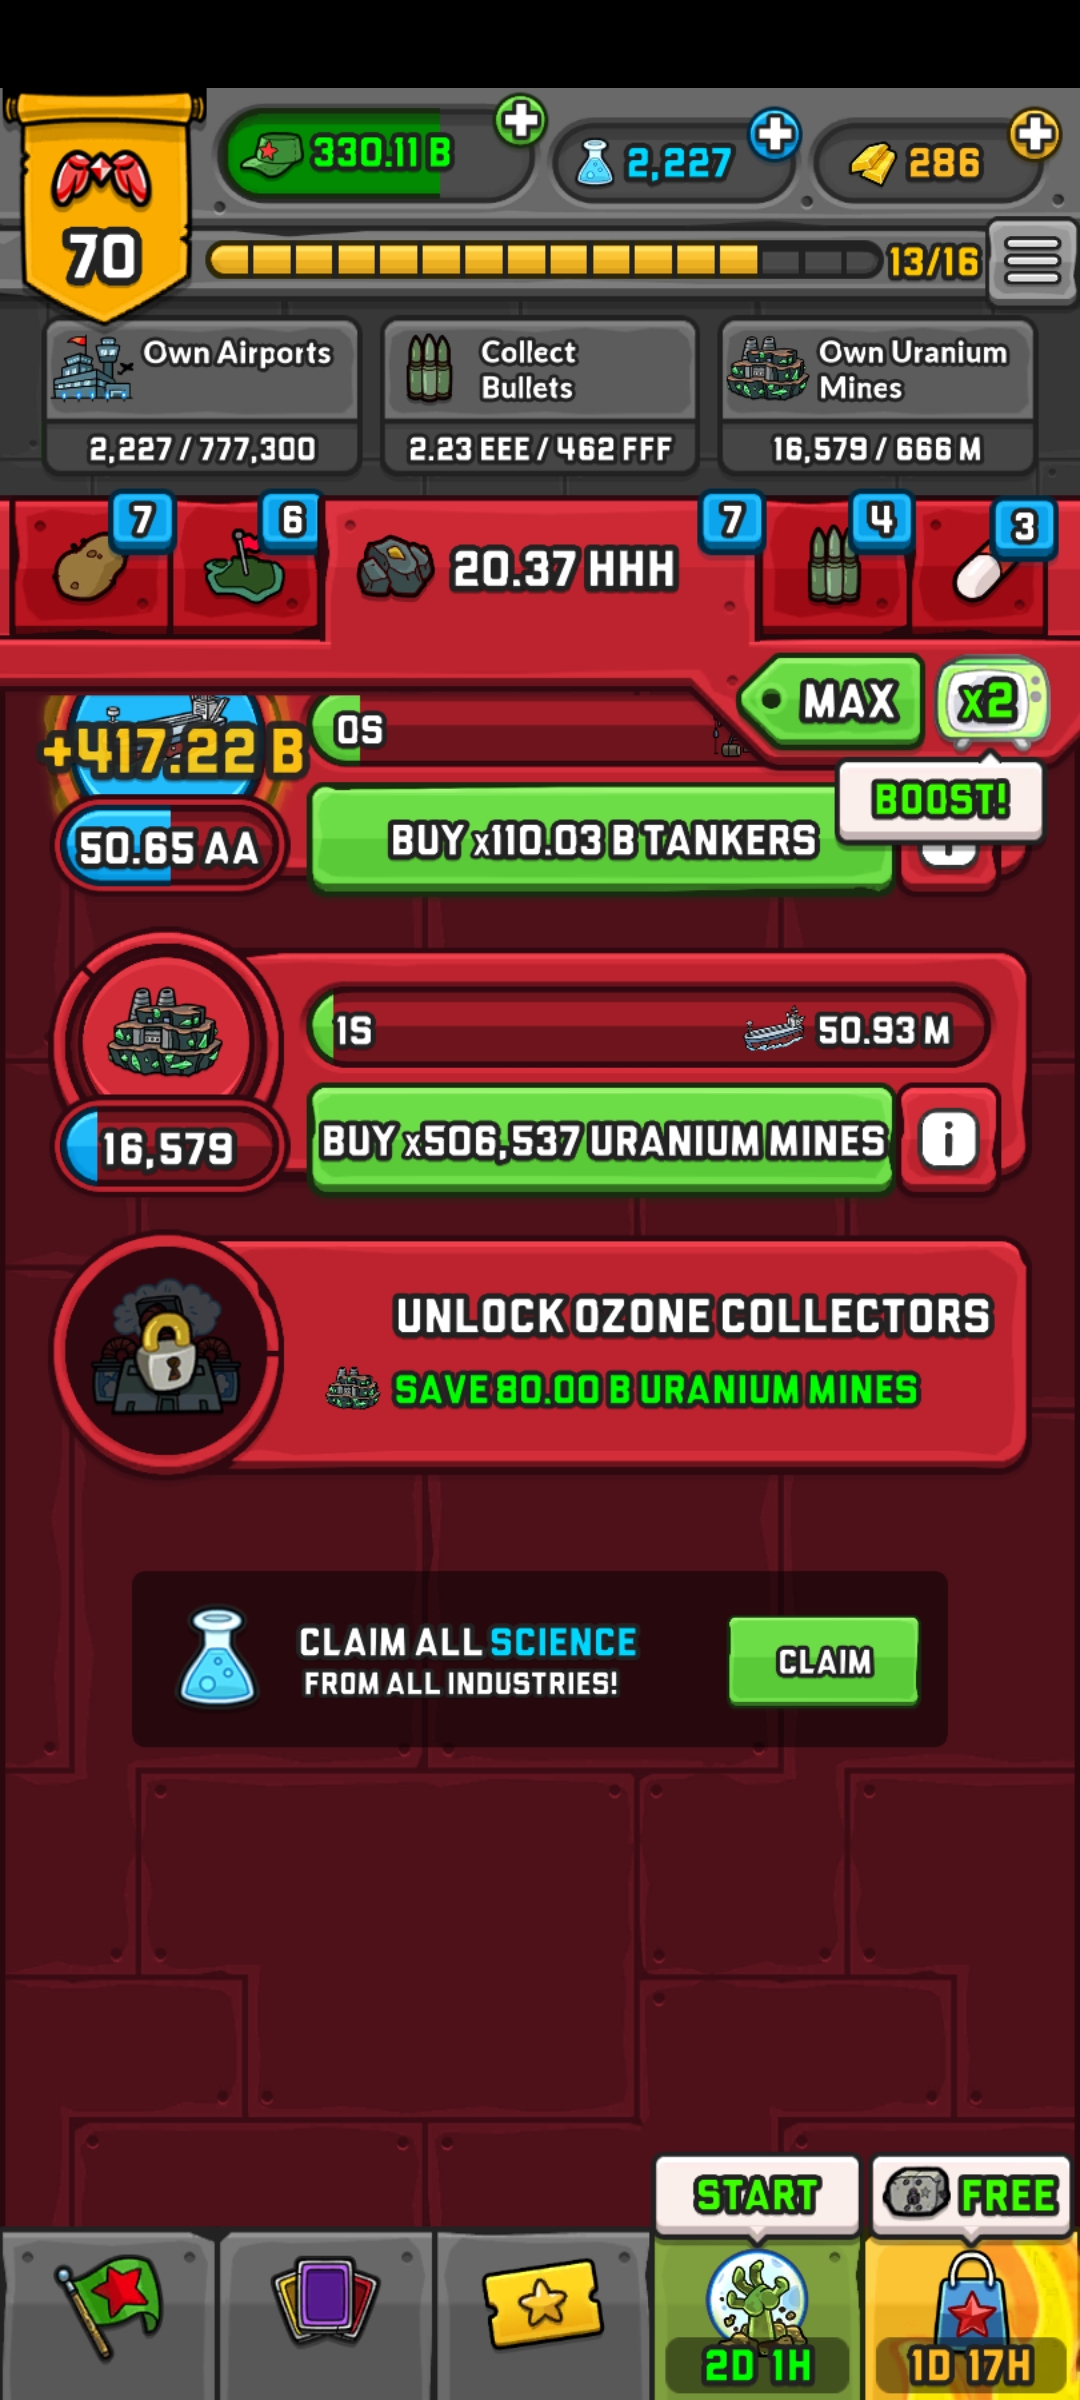 70
330.11 B
2,227
286
13/16
Own Airports
2,227 / 777,300
Collect
Bullets
2.23 EEE / 462 FFF
Own Uranium
Mines
16,579 / 666 M
7
6
20.37 HHH
7
4
3
MAX
x2
BOOST!
+417.22 B
0S
50.65 AA
BUY x110.03 B TANKERS
1S
50.93 M
16,579
BUY x506,537 URANIUM MINES
i
UNLOCK OZONE COLLECTORS
SAVE 80.00 B URANIUM MINES
CLAIM ALL SCIENCE
FROM ALL INDUSTRIES!
CLAIM
START
FREE
2D 1H
1D 17H